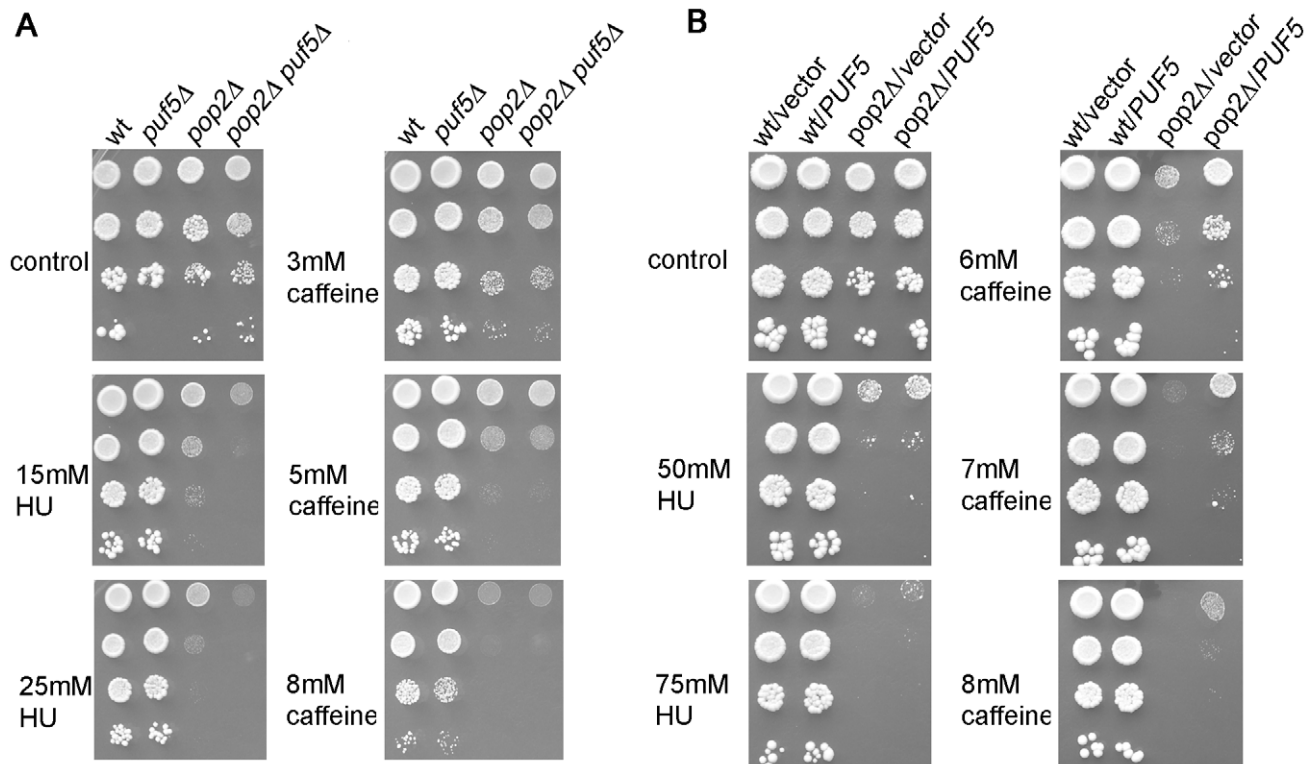 A
wt
puf5Δ
pop2Δ
pop2Δ puf5Δ
wt
puf5Δ
pop2Δ
pop2Δ puf5Δ
control
3mM
caffeine
15mM
HU
5mM
caffeine
25mM
HU
8mM
caffeine
B
wt/vector
wt/PUF5
pop2Δ/vector
pop2Δ/PUF5
wt/vector
wt/PUF5
pop2Δ/vector
pop2Δ/PUF5
control
6mM
caffeine
50mM
HU
7mM
caffeine
75mM
HU
8mM
caffeine